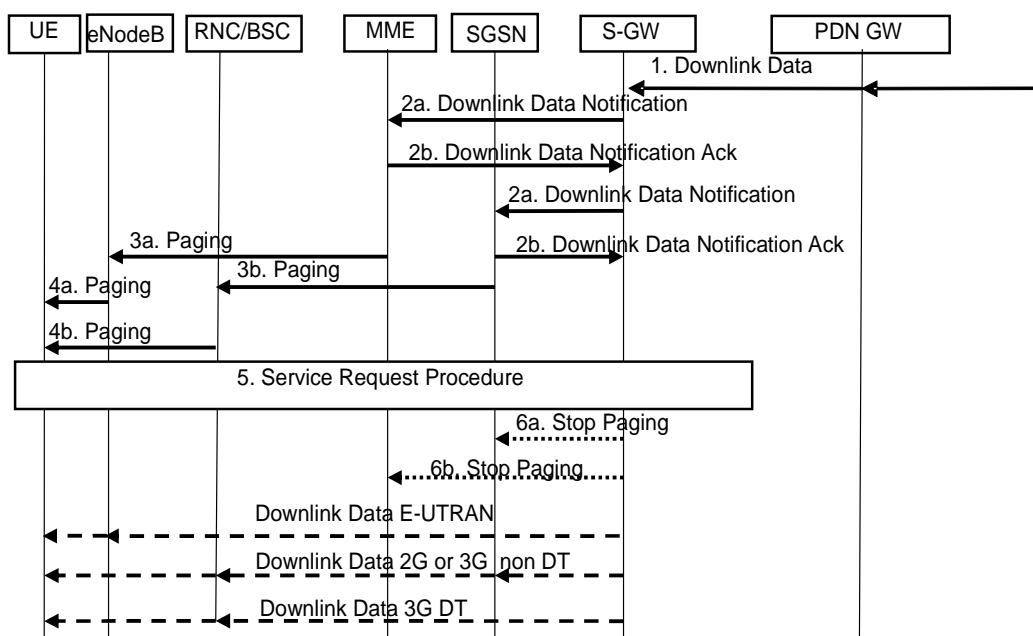 UE eNodeB RNC/BSC MME SGSN S-GW PDN GW
1. Downlink Data
2a. Downlink Data Notification
2b. Downlink Data Notification Ack
2a. Downlink Data Notification
3a. Paging 2b. Downlink Data Notification Ack
3b. Paging
4a. Paging
4b. Paging
5. Service Request Procedure
6a. Stop Paging
6b. Stop Paging
Downlink Data E-UTRAN
Downlink Data 2G or 3G non DT
Downlink Data 3G DT